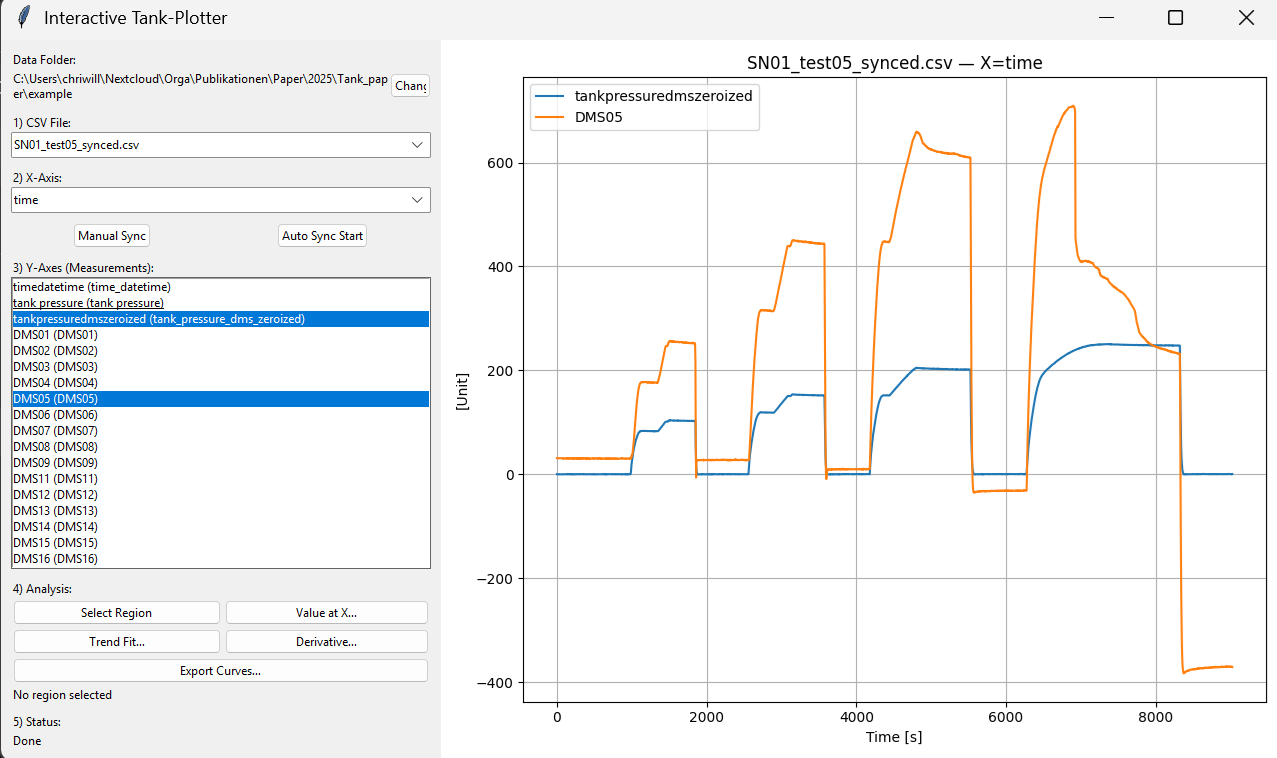 Interactive Tank-Plotter
Data Folder:
C:\Users\chriwill\Nextcloud\Orga\Publikationen\Paper\2025\Tank_pap
er\example
Chang
1) CSV File:
SN01_test05_synced.csv
2) X-Axis:
time
Manual Sync
Auto Sync Start
3) Y-Axes (Measurements):
timedatetime (time_datetime)
tank pressure (tank pressure)
tankpressuredmszeroized (tank_pressure_dms_zeroized)
DMS01 (DMS01)
DMS02 (DMS02)
DMS03 (DMS03)
DMS04 (DMS04)
DMS05 (DMS05)
DMS06 (DMS06)
DMS07 (DMS07)
DMS08 (DMS08)
DMS09 (DMS09)
DMS11 (DMS11)
DMS12 (DMS12)
DMS13 (DMS13)
DMS14 (DMS14)
DMS15 (DMS15)
DMS16 (DMS16)
4) Analysis:
Select Region
Value at X...
Trend Fit...
Derivative...
Export Curves...
No region selected
5) Status:
Done
SN01_test05_synced.csv — X=time
tankpressuredmszeroized
DMS05
[Unit]
600
400
200
0
−200
−400
0
2000
4000
6000
8000
Time [s]